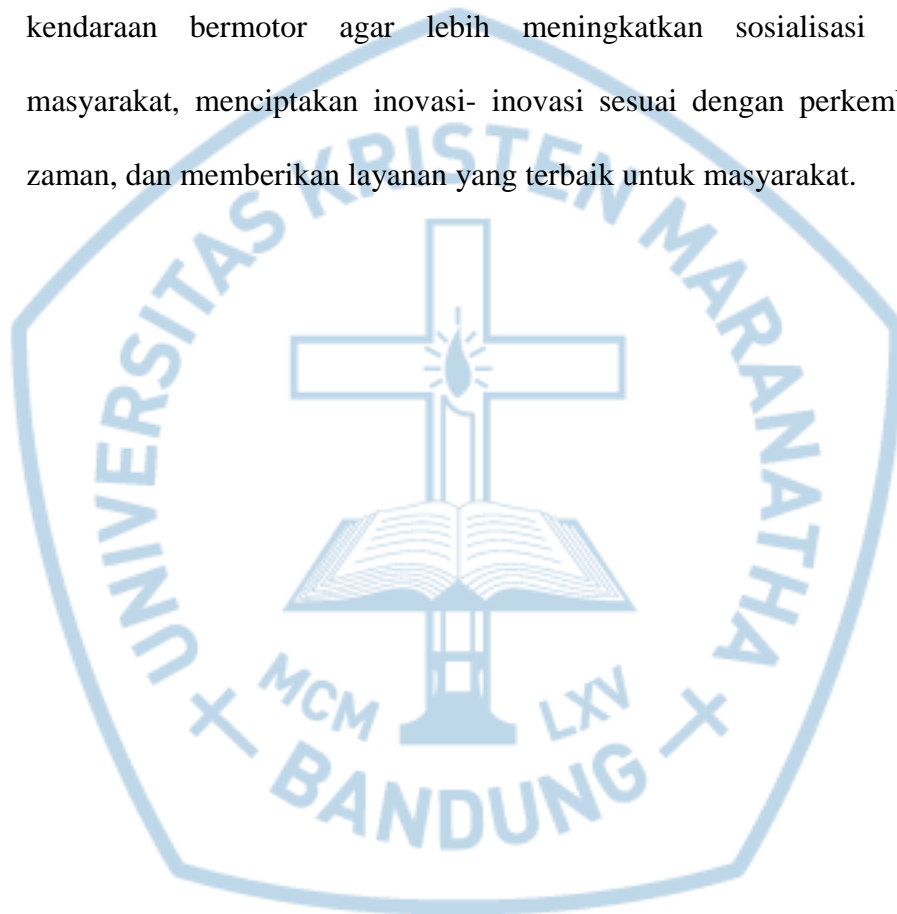 kendaraan bermotor agar lebih meningkatkan sosialisasi
masyarakat, menciptakan inovasi- inovasi sesuai dengan
zaman, dan memberikan layanan yang terbaik untuk masyarakat.
UNIVERSITAS KRISTEN MARANATHA
MCM LXV
BANDUNG